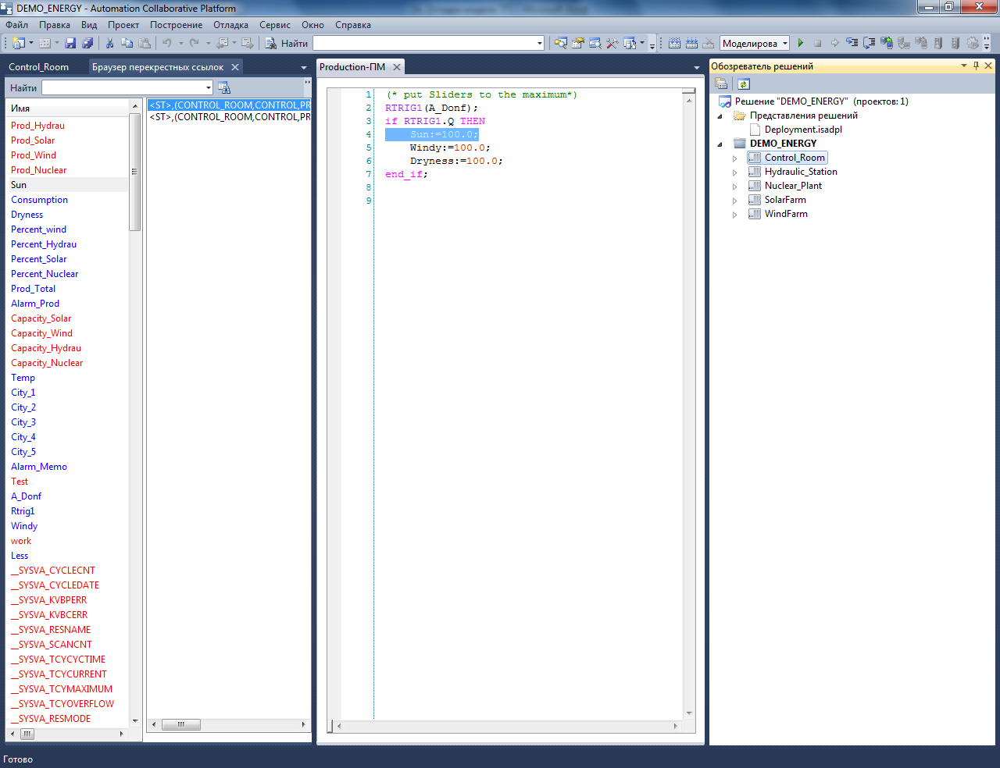 DEMO_ENERGY - Automation Collaborative Platform
Файл Правка Вид Проект Построение Отладка Сервис Окно Справка
Найти
Моделирова
Control_Room
Браузер перекрестных ссылок
Найти
Имя
Prod_Hydrau
Prod_Solar
Prod_Wind
Prod_Nuclear
Sun
Consumption
Dryness
Percent_wind
Percent_Hydrau
Percent_Solar
Percent_Nuclear
Prod_Total
Alarm_Prod
Capacity_Solar
Capacity_Wind
Capacity_Hydrau
Capacity_Nuclear
Temp
City_1
City_2
City_3
City_4
City_5
Alarm_Memo
Test
A_Donf
Rtrig1
Windy
work
Less
__SYSVA_CYCLECNT
__SYSVA_CYCLEDATE
__SYSVA_KVBPERR
__SYSVA_KVBCERR
__SYSVA_RESNAME
__SYSVA_SCANCNT
__SYSVA_TCYCYCTIME
__SYSVA_TCYCURRENT
__SYSVA_TCYMAXIMUM
__SYSVA_TCYOVERFLOW
__SYSVA_RESMODE
<ST>,(CONTROL_ROOM,CONTROL,PR
<ST>,(CONTROL_ROOM,CONTROL,PR
Production-ПМ
1 (* put Sliders to the maximum*)
2 RTRIG1(A_Donf);
3 if RTRIG1.Q THEN
4 Sun:=100.0;
5 Windy:=100.0;
6 Dryness:=100.0;
7 end_if;
8
9
Обозреватель решений
Решение "DEMO_ENERGY" (проектов: 1)
Представления решений
Deployment.isadpl
DEMO_ENERGY
Control_Room
Hydraulic_Station
Nuclear_Plant
SolarFarm
WindFarm
Готово